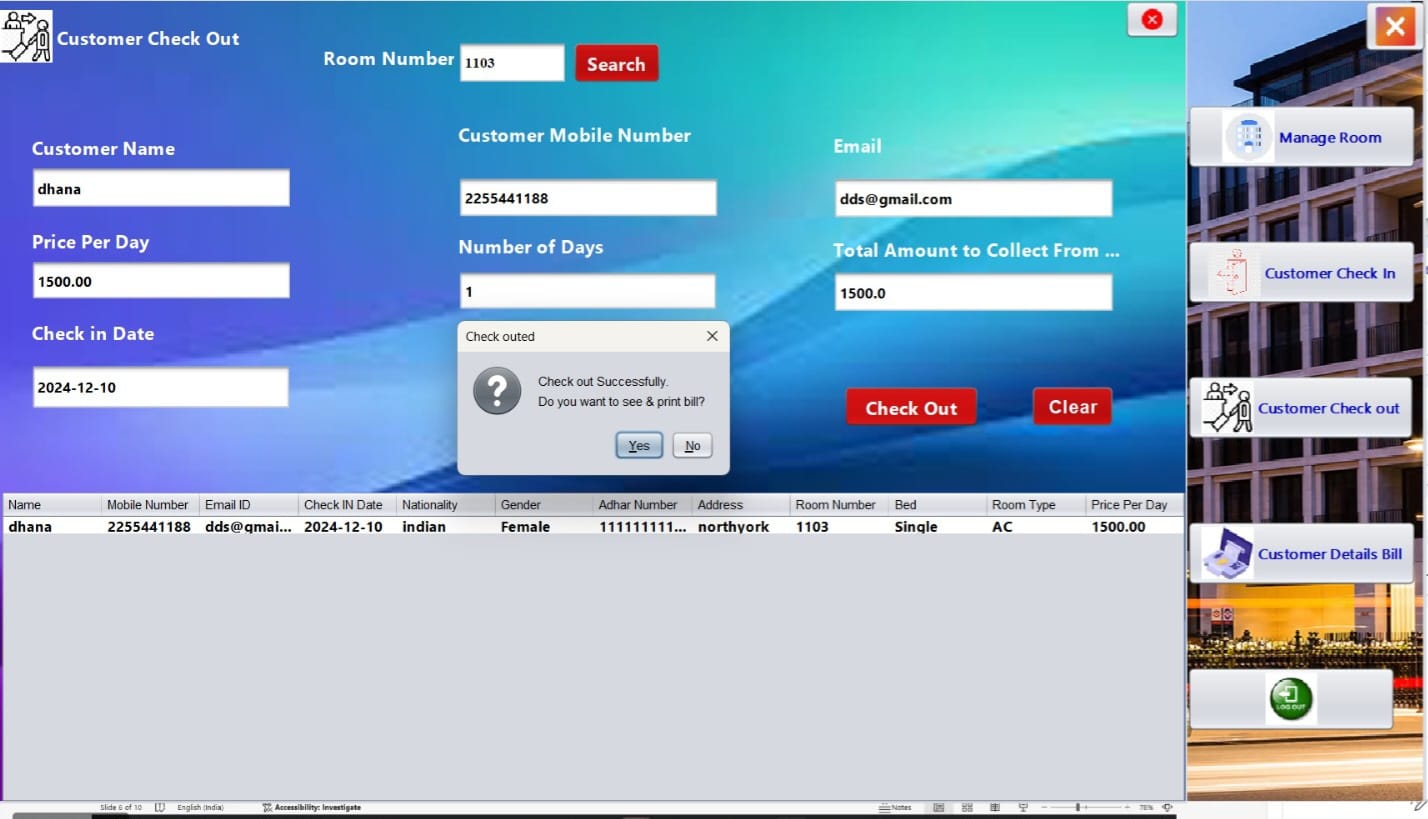 Customer Check Out
Room Number 1103 Search
Customer Name
Customer Mobile Number
Email
dhana
2255441188
dds@gmail.com
Price Per Day
Number of Days
Total Amount to Collect From ...
1500.00
1
1500.0
Check in Date
2024-12-10
Check outed
Check out Successfully.
Do you want to see & print bill?
Yes No
Check Out Clear
Name Mobile Number Email ID Check IN Date Nationality Gender Adhar Number Address Room Number Bed Room Type Price Per Day
dhana 2255441188 dds@gmai... 2024-12-10 indian Female 111111111... northyork 1103 Single AC 1500.00
Manage Room
Customer Check In
Customer Check out
Customer Details Bill
LOG OUT
Slide 6 of 10 English (India) Accessibility: Investigate Notes 78%